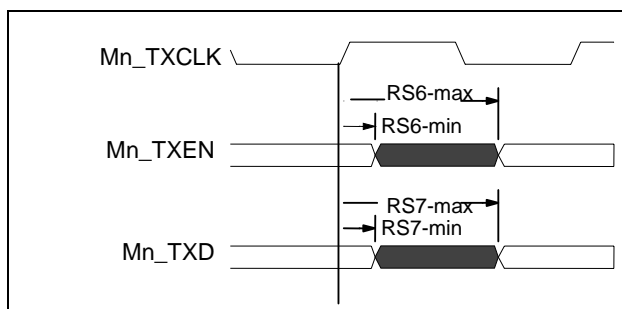 Mn_TXCLK
RS6-max
RS6-min
Mn_TXEN
RS7-max
RS7-min
Mn_TXD